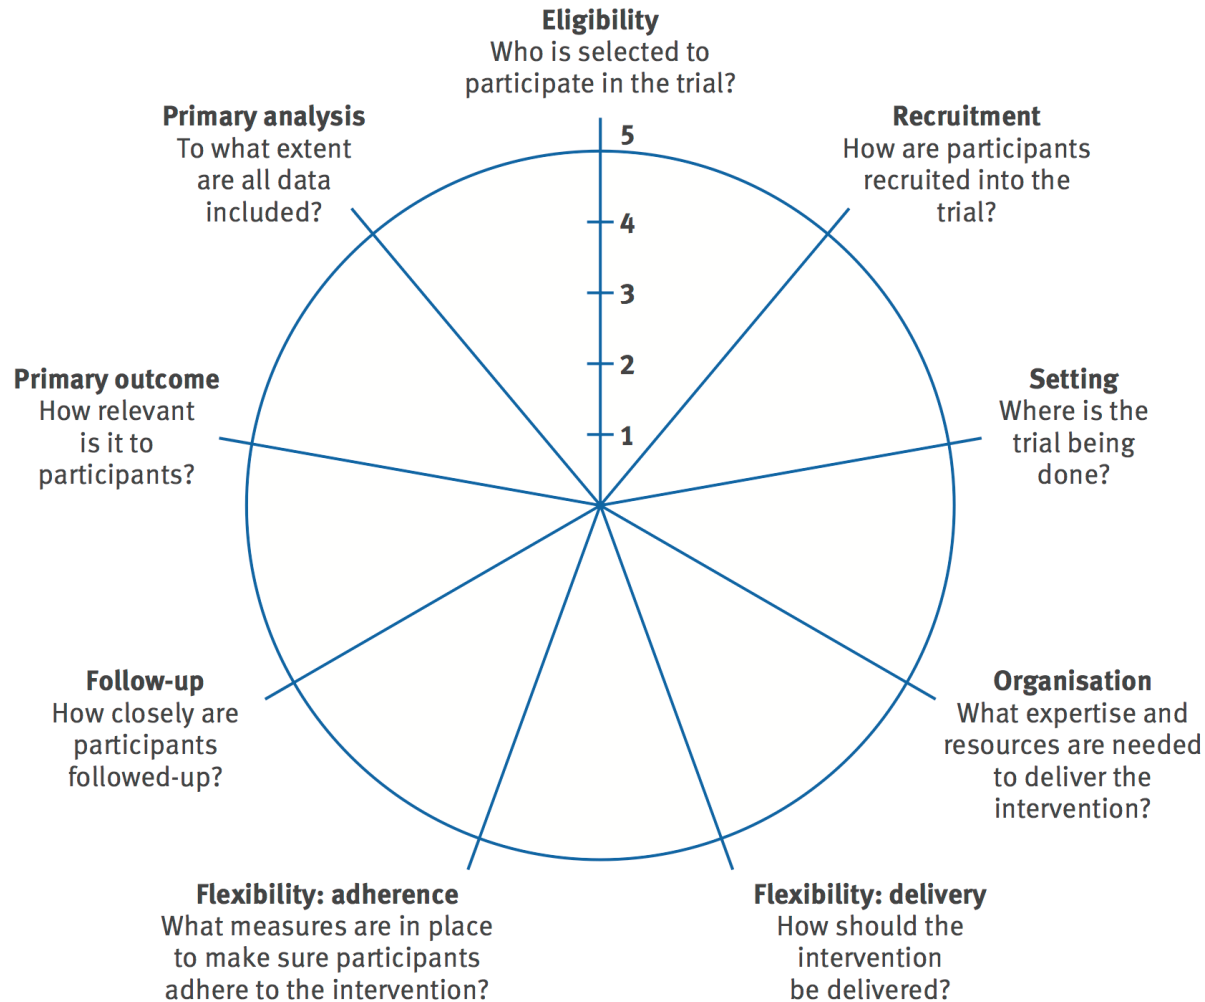 Eligibility
Who is selected to
participate in the trial?
Primary analysis
To what extent
are all data
included?
Recruitment
How are participants
recruited into the
trial?
5
4
3
2
1
Primary outcome
How relevant
is it to
participants?
Setting
Where is the
trial being
done?
Follow-up
How closely are
participants
followed-up?
Organisation
What expertise and
resources are needed
to deliver the
intervention?
Flexibility: adherence
What measures are in place
to make sure participants
adhere to the intervention?
Flexibility: delivery
How should the
intervention
be delivered?